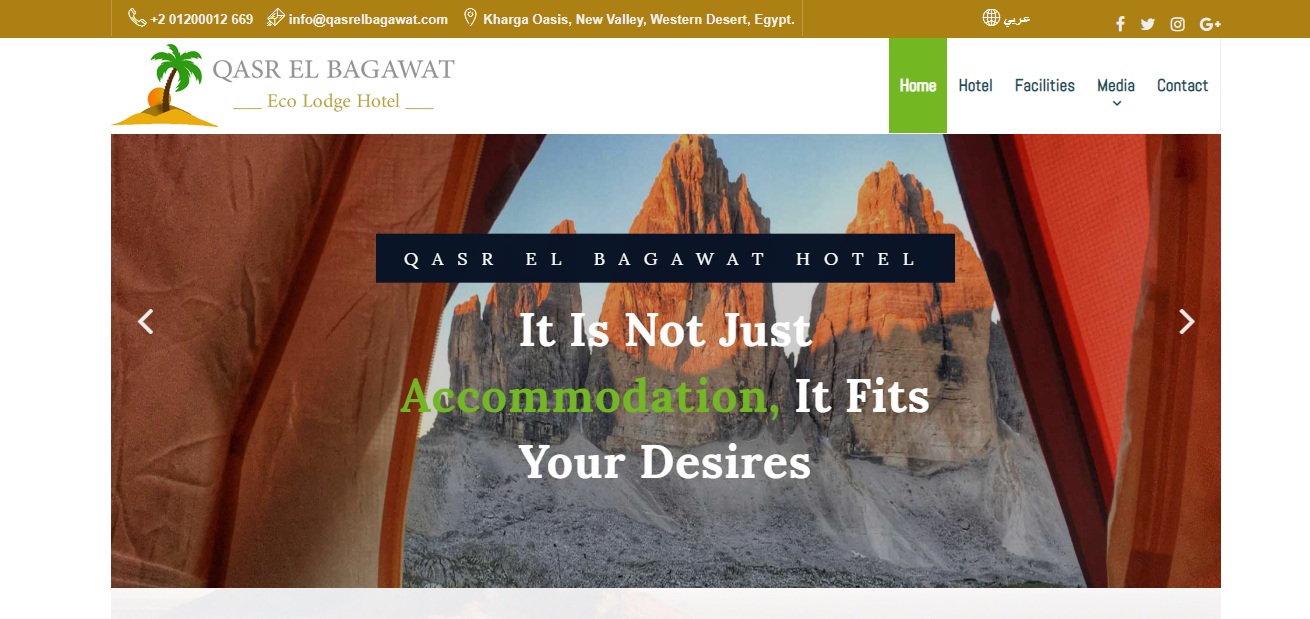 +2 01200012 669 info@qasrelbagawat.com Kharga Oasis, New Valley, Western Desert, Egypt. عربي
QASR EL BAGAWAT
Eco Lodge Hotel
Home Hotel Facilities Media Contact
QASR EL BAGAWAT HOTEL
It Is Not Just
Accommodation, It Fits
Your Desires